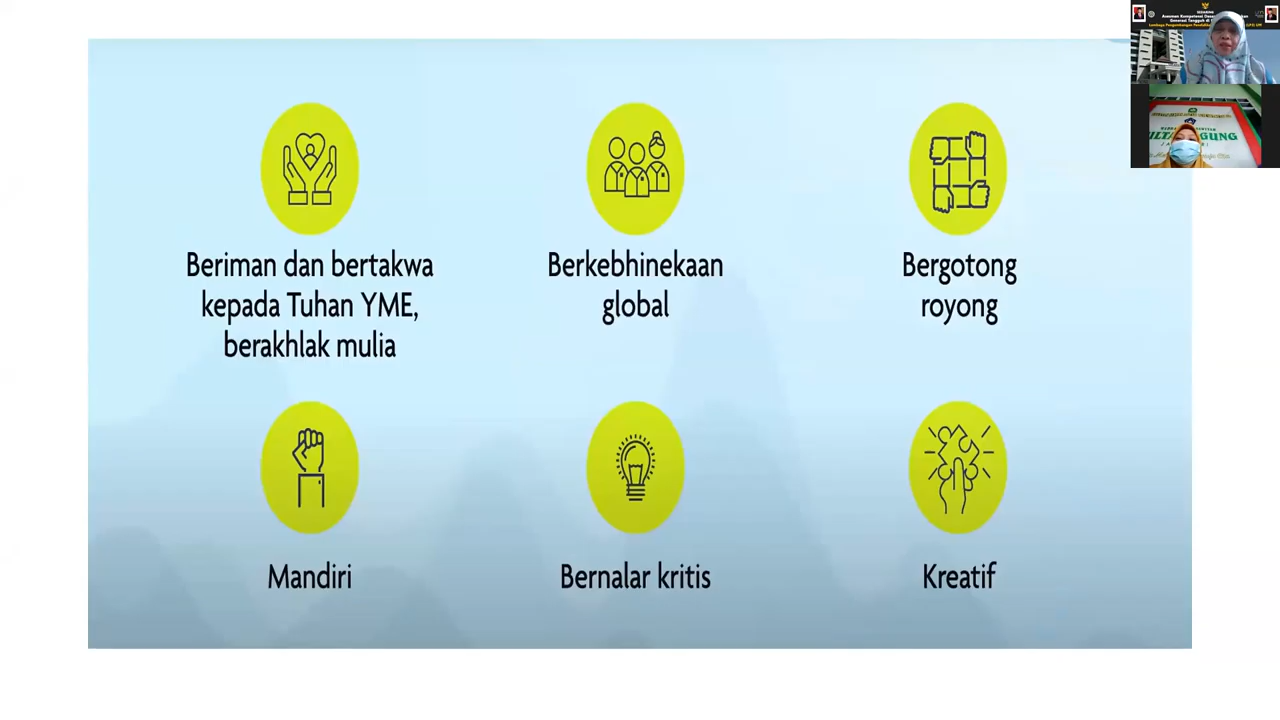 Beriman dan bertakwa
kepada Tuhan YME,
berakhlak mulia
Berkebhinekaan
global
Bergotong
royong
Mandiri
Bernalar kritis
Kreatif